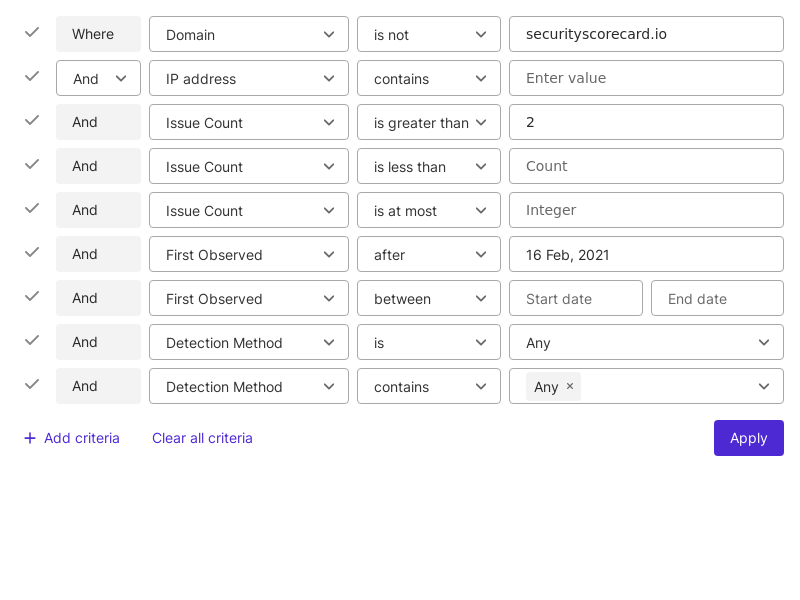 Where Domain is not securityscorecard.io
And IP address contains Enter value
And Issue Count is greater than 2
And Issue Count is less than Count
And Issue Count is at most Integer
And First Observed after 16 Feb, 2021
And First Observed between Start date End date
And Detection Method is Any
And Detection Method contains Any ×
+ Add criteria Clear all criteria Apply